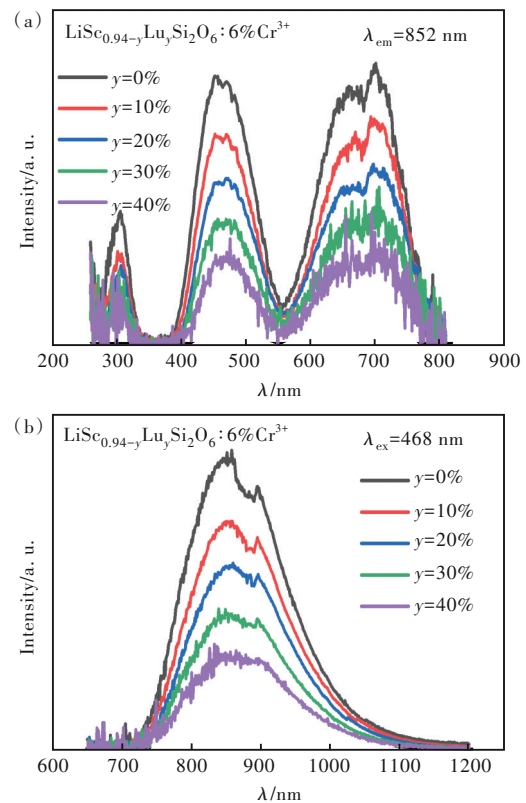 (a)
LiSc0.94-yLuySi2O6:6%Cr3+
λem=852 nm
y=0%
y=10%
y=20%
y=30%
y=40%
Intensity/a. u.
200 300 400 500 600 700 800 900
λ/nm
(b)
LiSc0.94-yLuySi2O6:6%Cr3+
λex=468 nm
y=0%
y=10%
y=20%
y=30%
y=40%
Intensity/a. u.
600 700 800 900 1000 1100 1200
λ/nm